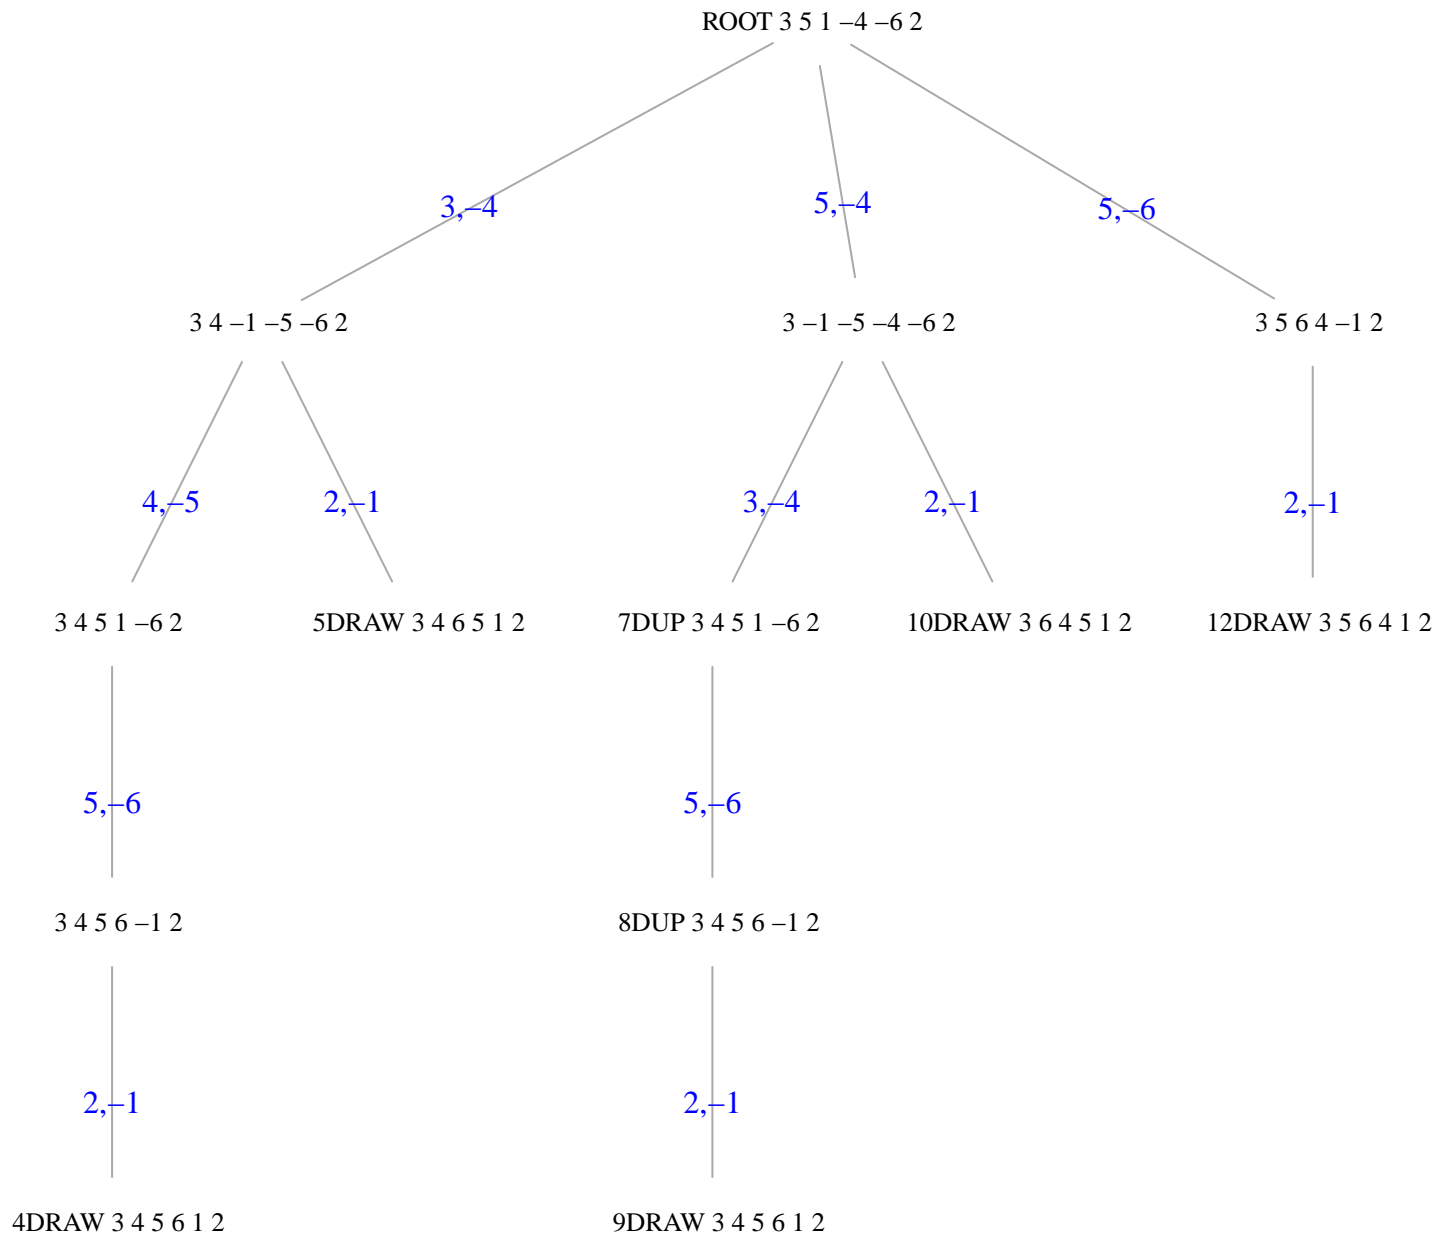 ROOT 3 5 1 –4 –6 2
3,–4
5,–4
5,–6
3 4 –1 –5 –6 2
3 –1 –5 –4 –6 2
3 5 6 4 –1 2
4,–5
2,–1
3,–4
2,–1
2,–1
3 4 5 1 –6 2
5DRAW 3 4 6 5 1 2
7DUP 3 4 5 1 –6 2
10DRAW 3 6 4 5 1 2
12DRAW 3 5 6 4 1 2
5,–6
5,–6
3 4 5 6 –1 2
8DUP 3 4 5 6 –1 2
2,–1
2,–1
4DRAW 3 4 5 6 1 2
9DRAW 3 4 5 6 1 2